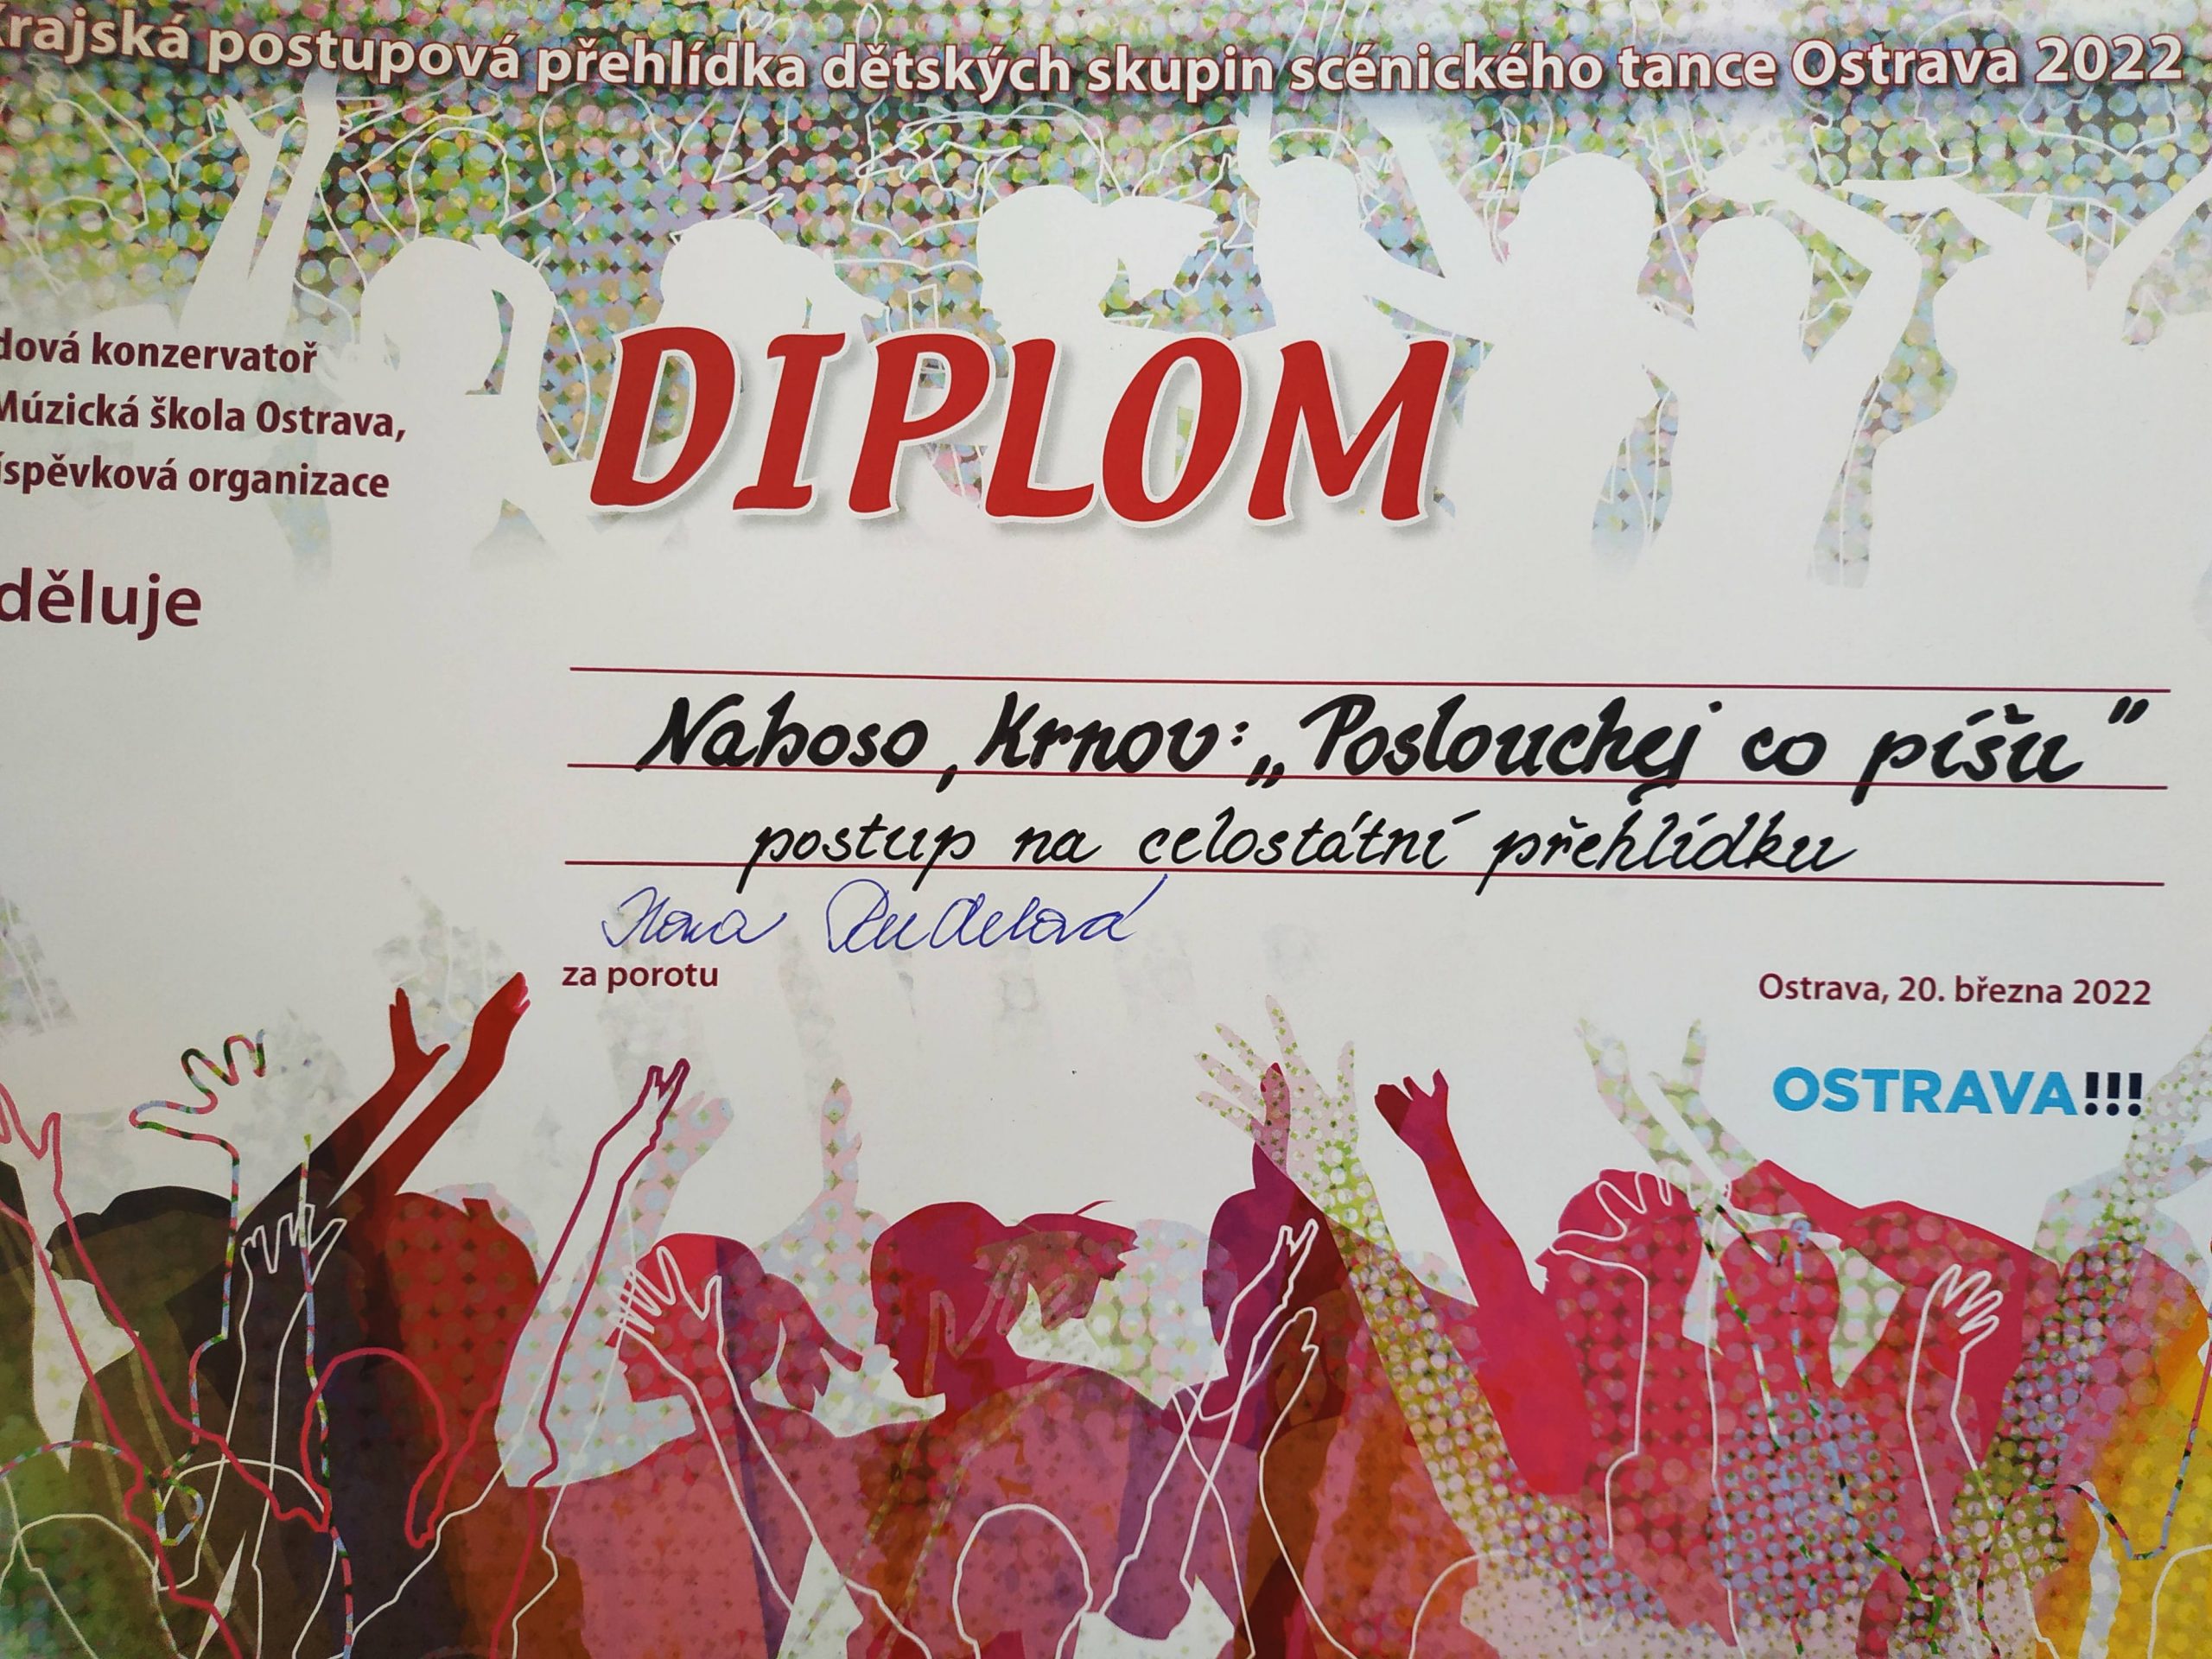 Krajská postupová přehlídka dětských skupin scénického tance Ostrava 2022
dová konzervatoř
Múzická škola Ostrava,
íspěvková organizace
DIPLOM
děluje
Naboso, Krnov: „Poslouchej co píšu"
postup na celostátní přehlídku
za porotu
Ostrava, 20. března 2022
OSTRAVA!!!